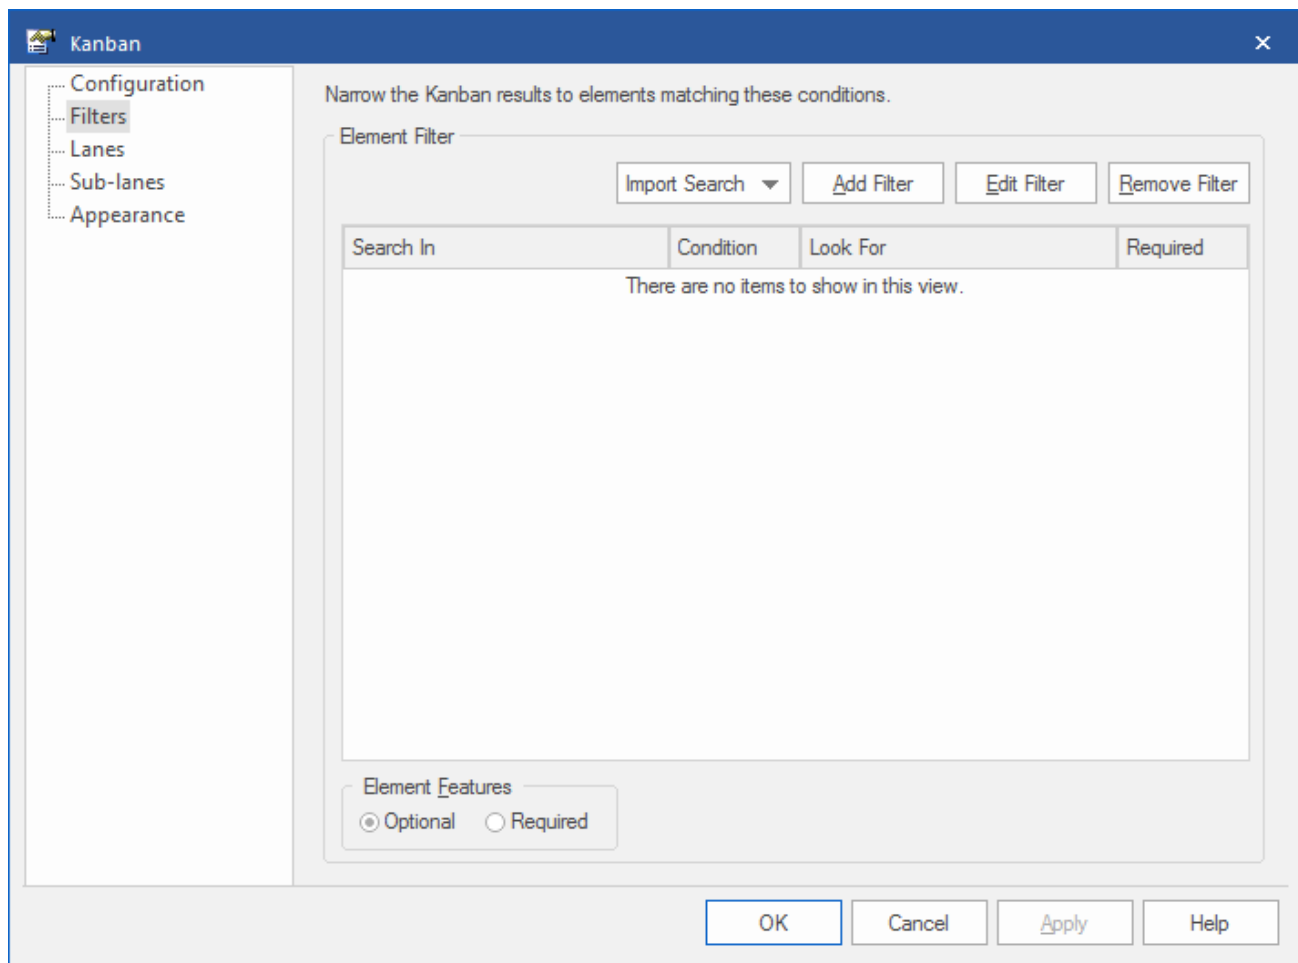 Kanban
Configuration
Filters
Lanes
Sub-lanes
Appearance
Narrow the Kanban results to elements matching these conditions.
Element Filter
Import Search Add Filter Edit Filter Remove Filter
Search In Condition Look For Required
There are no items to show in this view.
Element Features
Optional Required
OK Cancel Apply Help